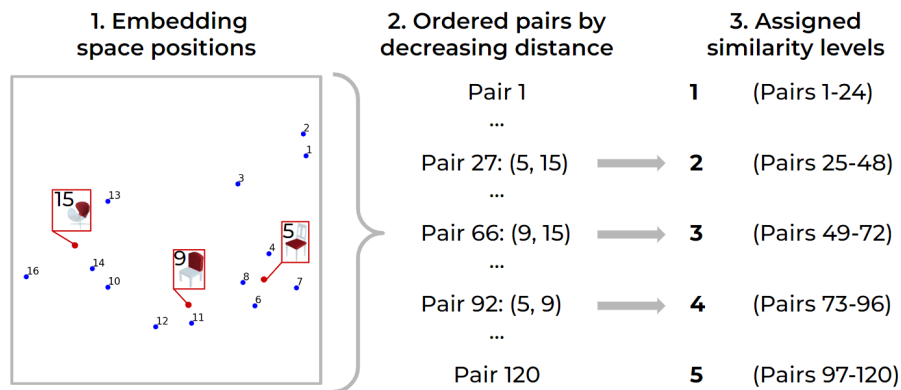 1. Embedding
space positions
2. Ordered pairs by
decreasing distance
3. Assigned
similarity levels
2
1
3
15
13
5
4
9
14
16
10
8
7
6
12
11
Pair 1
...
Pair 27: (5, 15)
...
Pair 66: (9, 15)
...
Pair 92: (5, 9)
...
Pair 120
1 (Pairs 1-24)
2 (Pairs 25-48)
3 (Pairs 49-72)
4 (Pairs 73-96)
5 (Pairs 97-120)